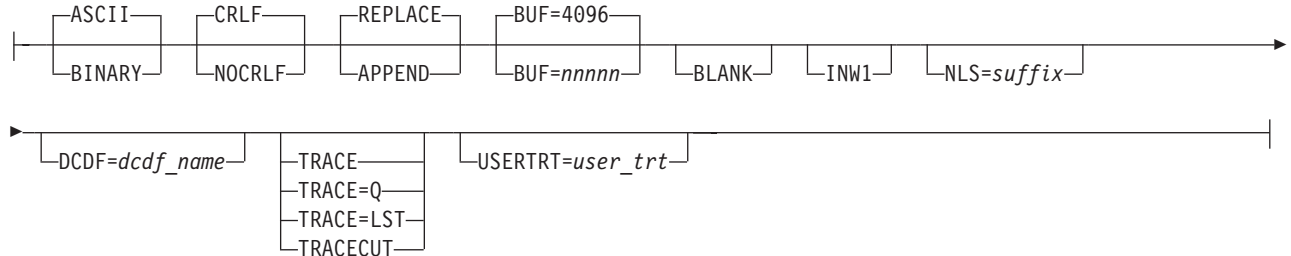 ASCII CRLF REPLACE BUF=4096
BINARY NOCRLF APPEND BUF=nnnnn BLANK INW1 NLS=suffix
DCDF=dcdf_name TRACE USERTRT=user_trt
TRACE=Q
TRACE=LST
TRACECUT